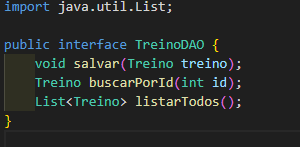 import java.util.List;
public interface TreinoDAO {
    void salvar(Treino treino);
    Treino buscarPorId(int id);
    List<Treino> listarTodos();
}